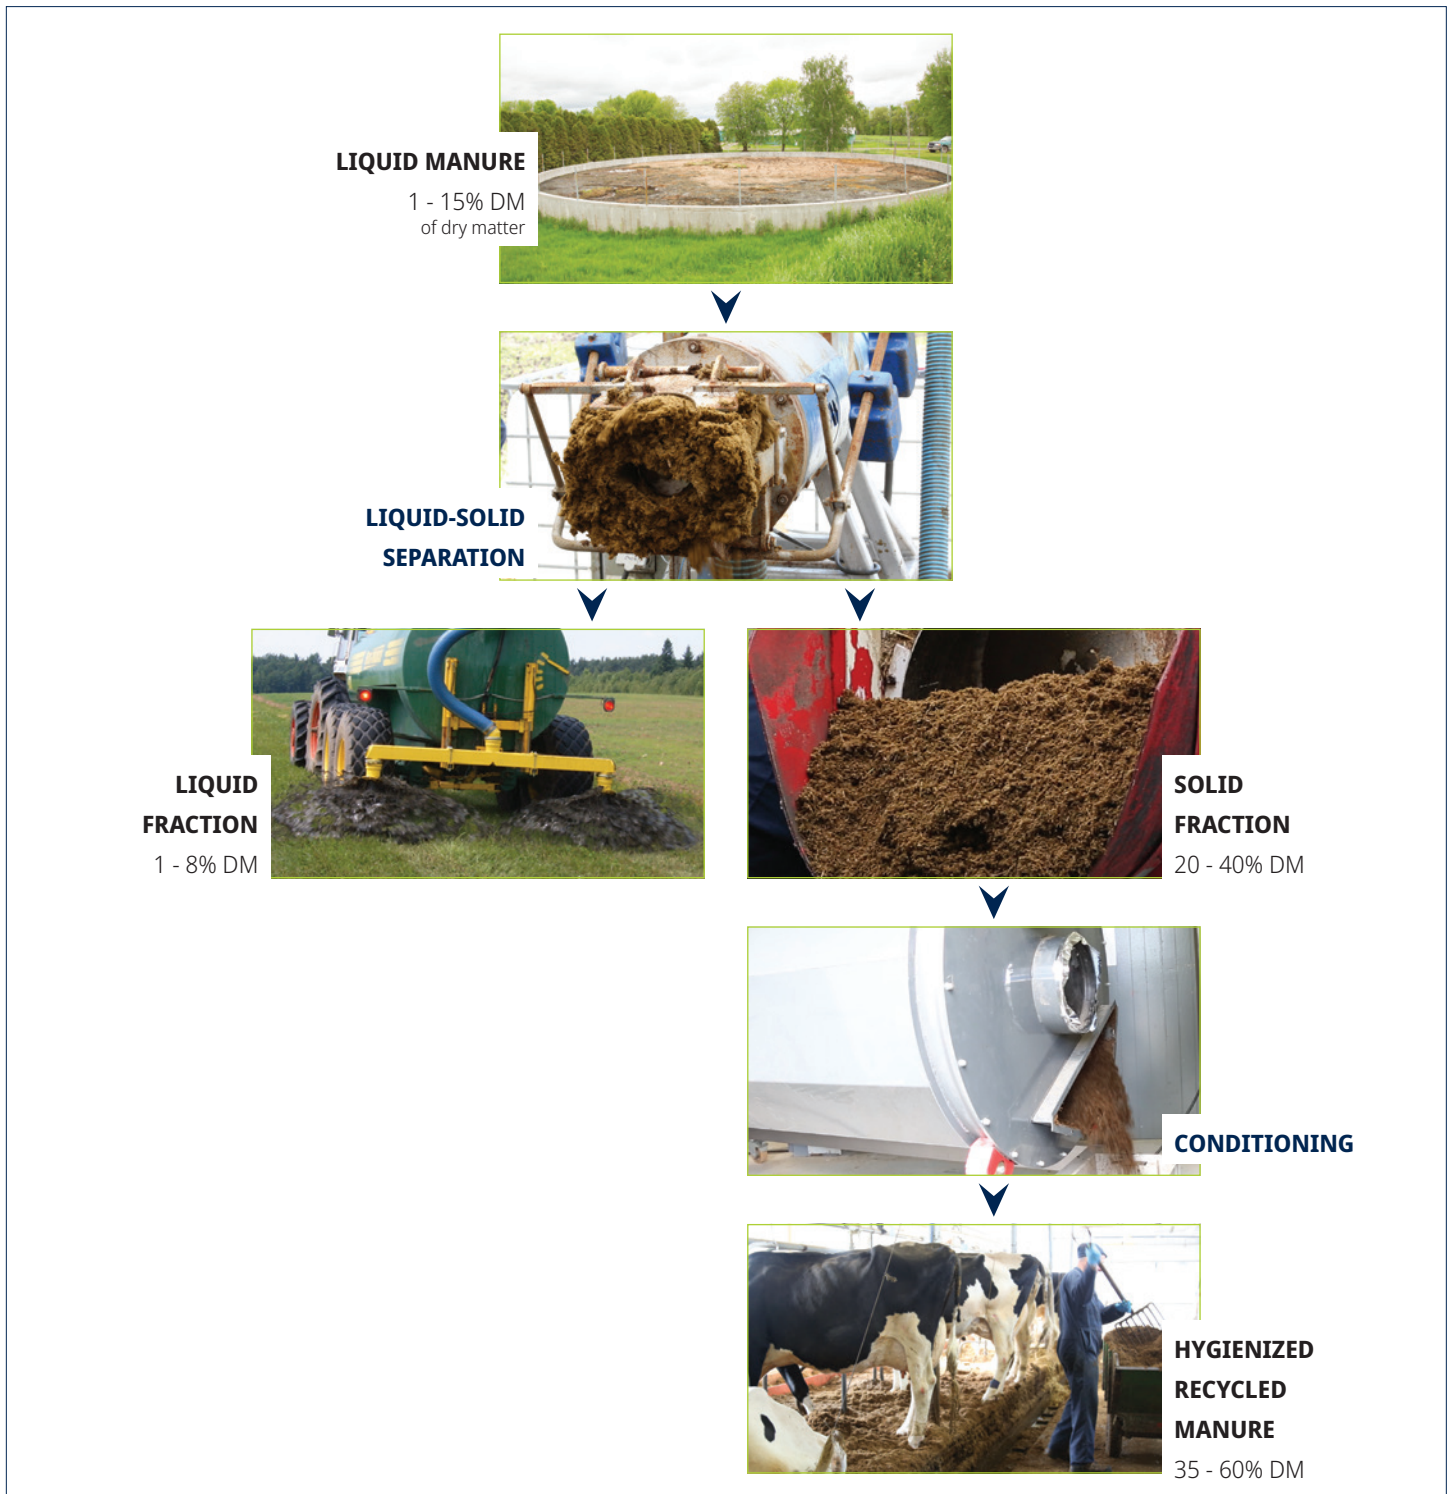 LIQUID MANURE
1 - 15% DM
of dry matter
LIQUID-SOLID
SEPARATION
LIQUID
FRACTION
1 - 8% DM
SOLID
FRACTION
20 - 40% DM
CONDITIONING
HYGIENIZED
RECYCLED
MANURE
35 - 60% DM